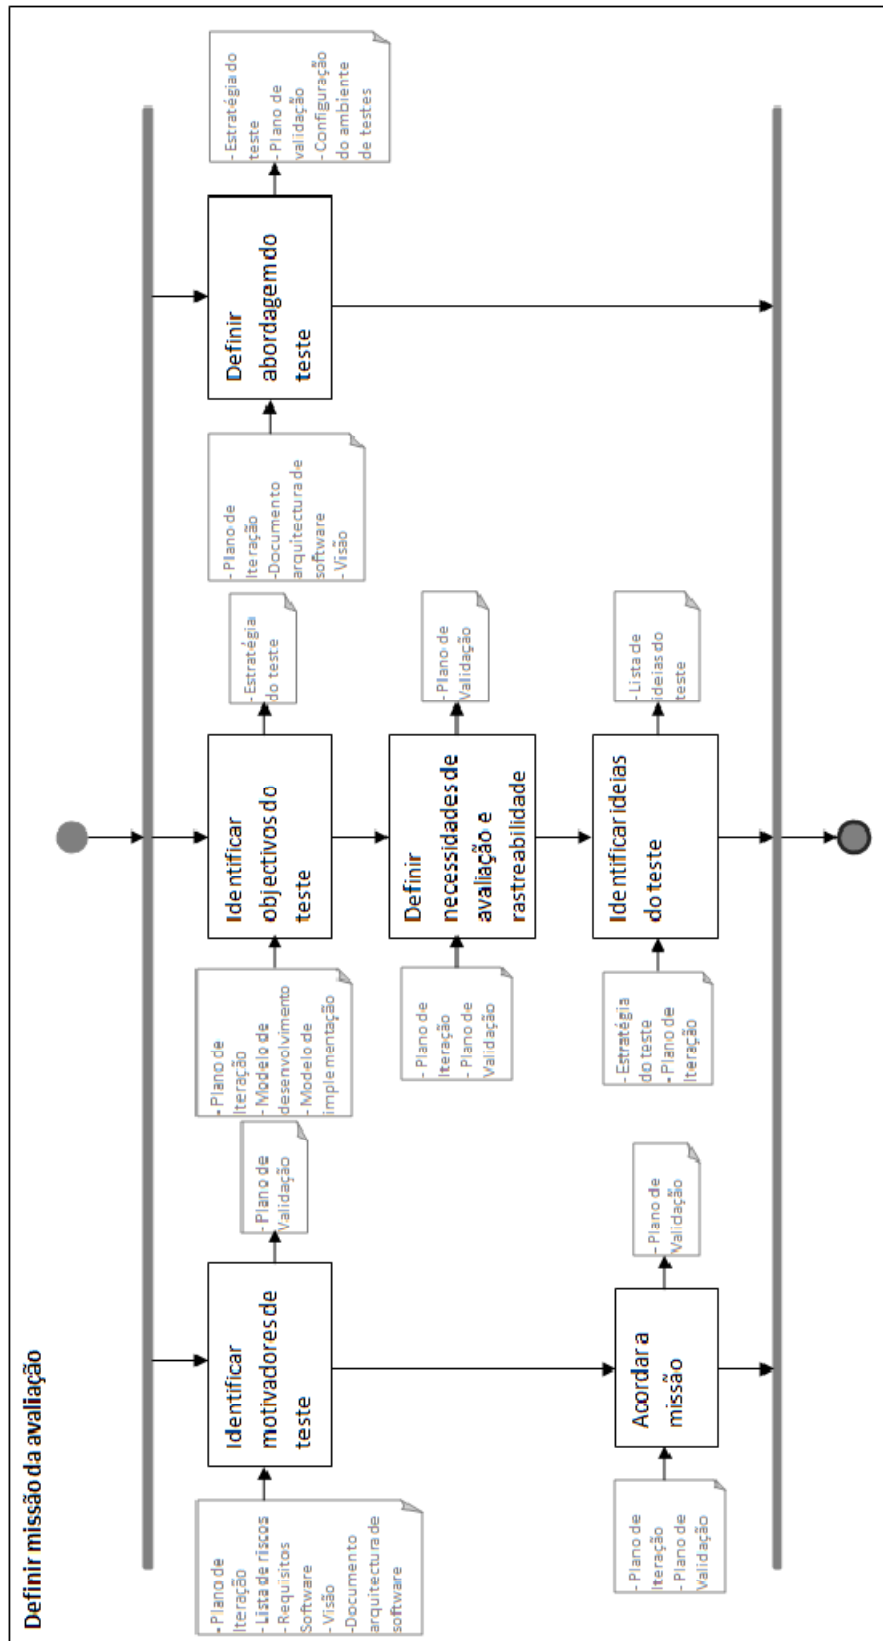 Definir missão da avaliação
- Plano de
Iteração
- Lista de riscos
- Requisitos
Software
- Visão
-Documento
arquitectura de
software
Identificar
motivadores de
teste
- Plano de
Validação
- Plano de
Iteração
- Modelo de
desenvolvimento
- Modelo de
implementação
Identificar
objectivos do
teste
- Estratégia
do teste
- Plano de
Iteração
-Documento
arquitectura de
software
- Visão
Definir
abordagem do
teste
- Estratégia do
teste
- Plano de
validação
- Configuração
do ambiente
de testes
- Plano de
Iteração
- Plano de
Validação
Definir
necessidades de
avaliação e
rastreabilidade
- Plano de
Validação
- Plano de
Iteração
- Plano de
Validação
Acordar a
missão
- Plano de
Validação
- Estratégia
do teste
- Plano de
Iteração
Identificar ideias
do teste
- Lista de
ideias do
teste